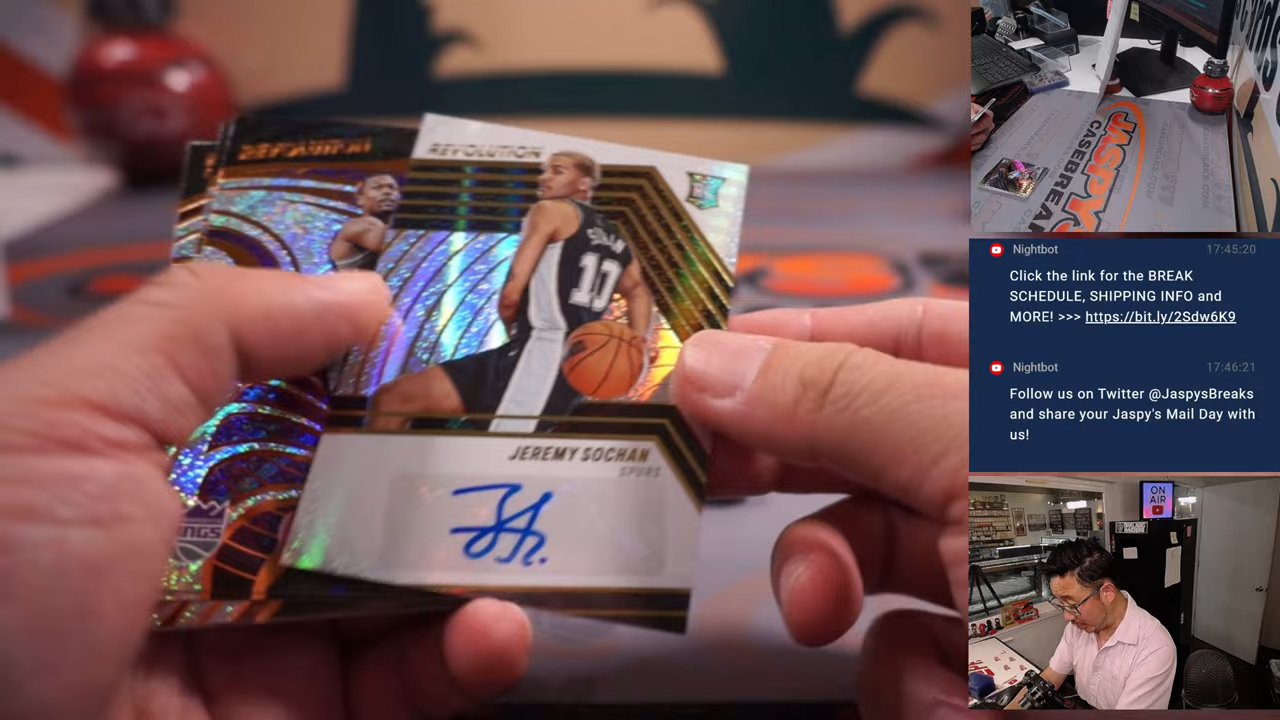 REVOLUTION
SOCHAN
10
JEREMY SOCHAN
SPURS
JASPY'S
Nightbot 17:45:20
Click the link for the BREAK
SCHEDULE, SHIPPING INFO and
MORE! >>> https://bit.ly/2Sdw6K9
Nightbot 17:46:21
Follow us on Twitter @JaspysBreaks
and share your Jaspy's Mail Day with
us!
ON
AIR